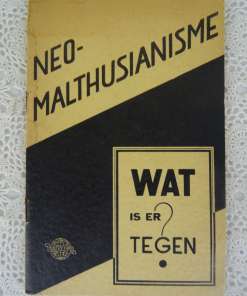 NEO-
MALTHUSIANISME
WAT
IS ER ?
TEGEN